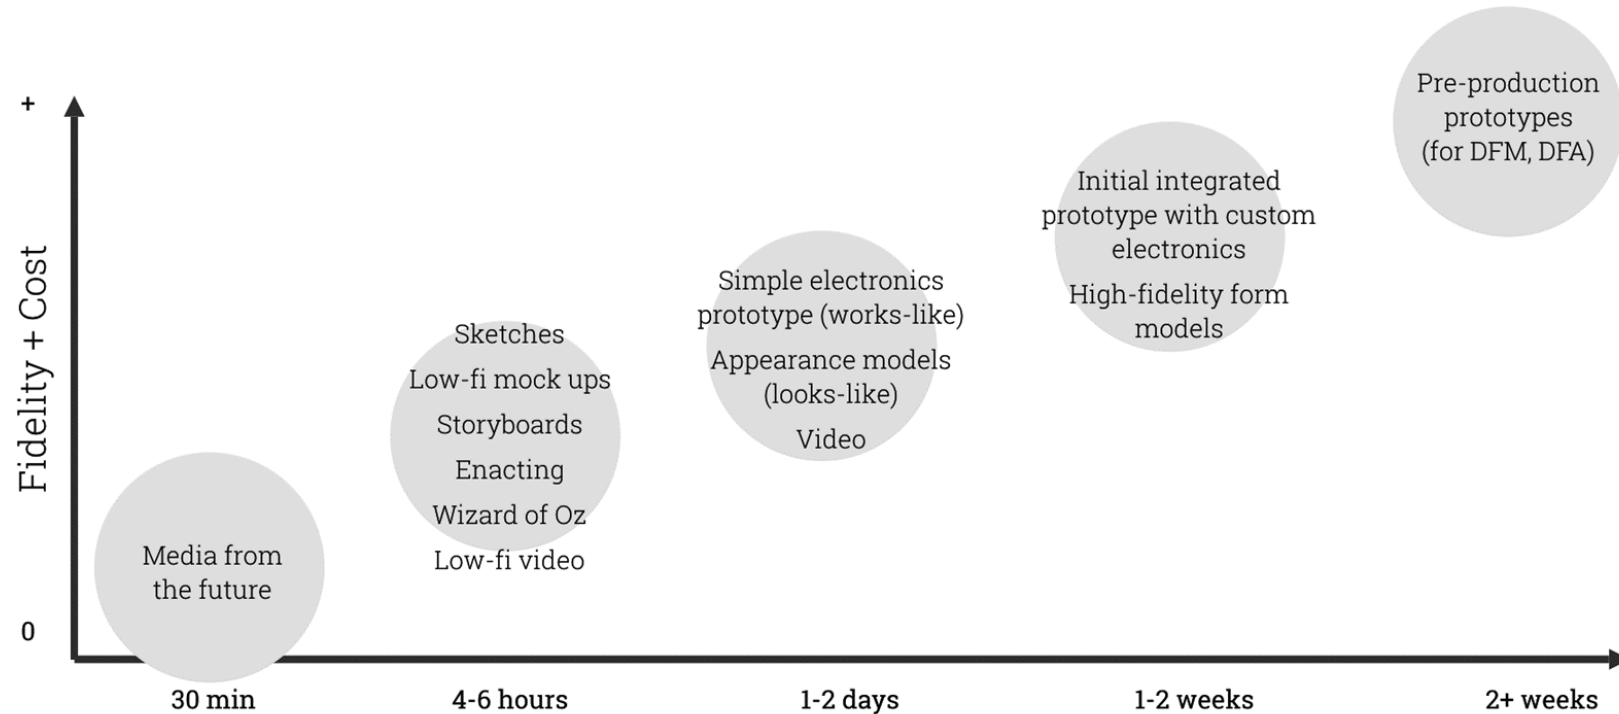 +
Fidelity + Cost
0
Media from
the future
Sketches
Low-fi mock ups
Storyboards
Enacting
Wizard of Oz
Low-fi video
Simple electronics
prototype (works-like)
Appearance models
(looks-like)
Video
Initial integrated
prototype with custom
electronics
High-fidelity form
models
Pre-production
prototypes
(for DFM, DFA)
30 min
4-6 hours
1-2 days
1-2 weeks
2+ weeks